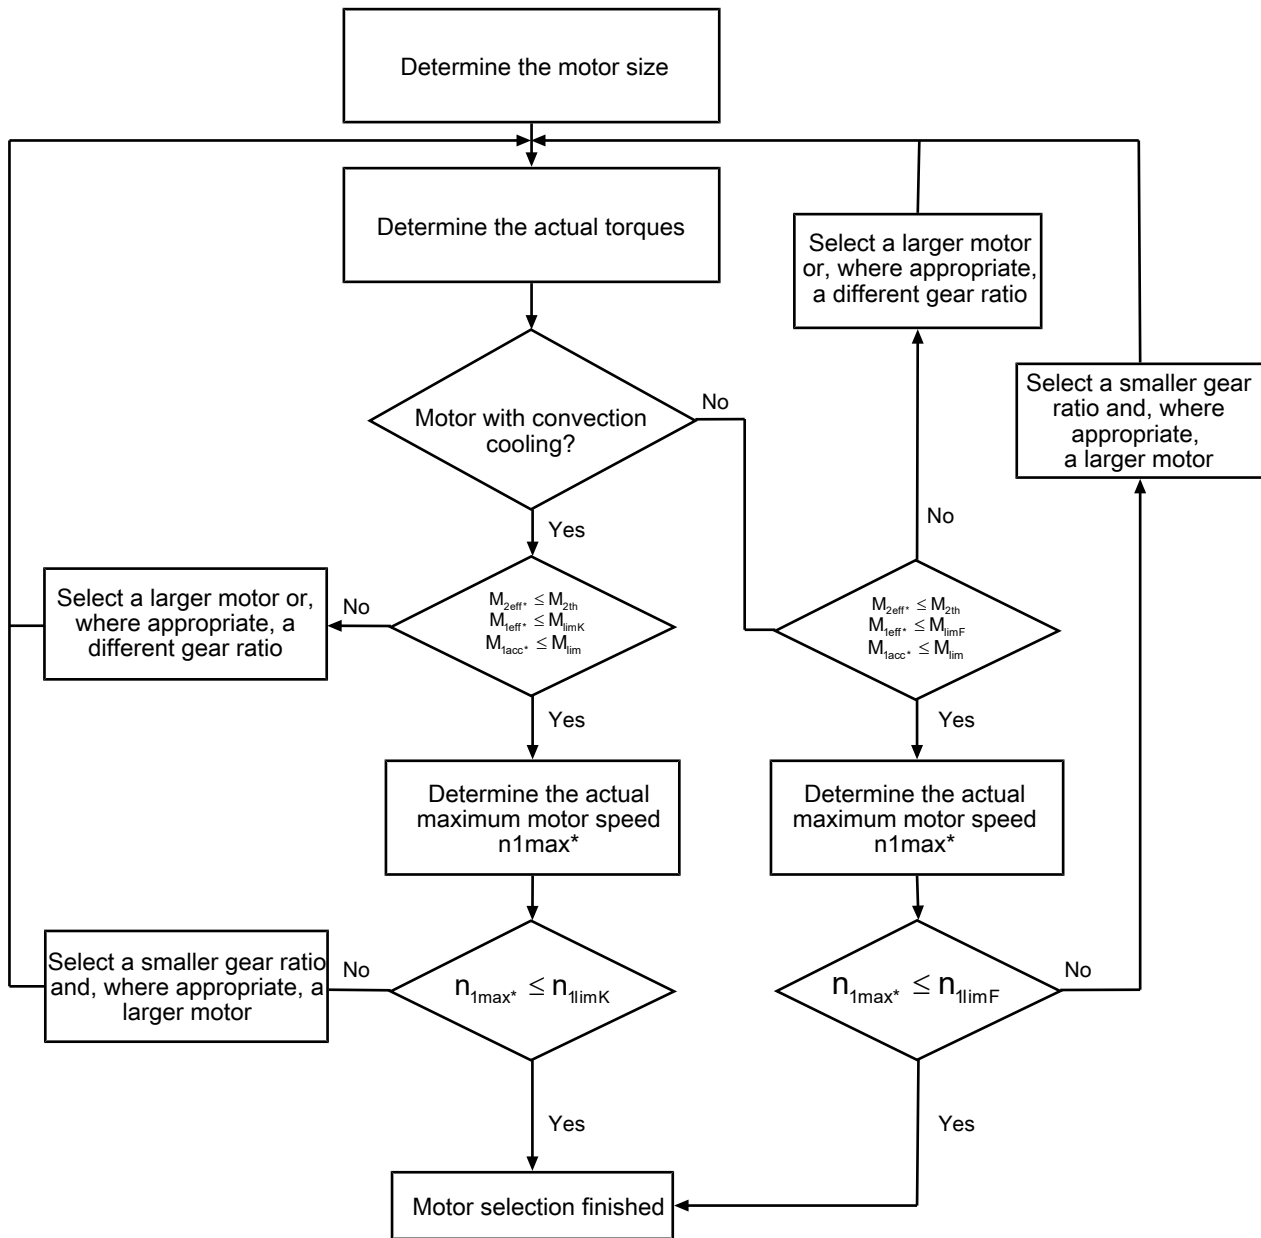 Determine the motor size
Determine the actual torques
Select a larger motor
or, where appropriate,
a different gear ratio
Select a smaller gear
ratio and, where
appropriate,
a larger motor
Motor with convection
cooling?
No
Yes
No
Select a larger motor or,
where appropriate, a
different gear ratio
No
M2eff* ≤ M2th
M1eff* ≤ MlimK
M1acc* ≤ Mlim
M2eff* ≤ M2th
M1eff* ≤ MlimF
M1acc* ≤ Mlim
Yes
Yes
Determine the actual
maximum motor speed
n1max*
Determine the actual
maximum motor speed
n1max*
Select a smaller gear ratio
and, where appropriate, a
larger motor
No
n1max* ≤ n1limK
n1max* ≤ n1limF
No
Yes
Yes
Motor selection finished